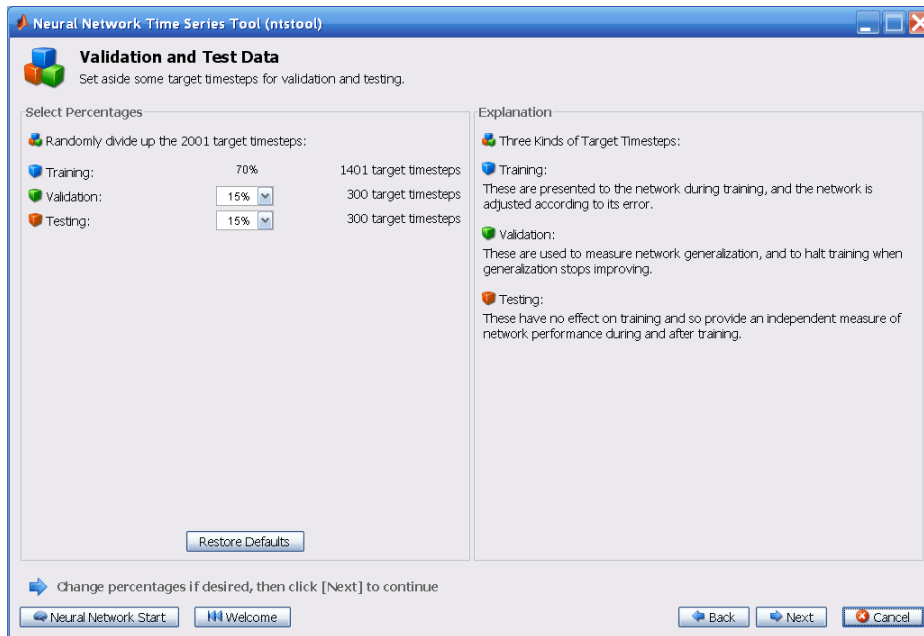 Neural Network Time Series Tool (ntstool)
Validation and Test Data
Set aside some target timesteps for validation and testing.
Select Percentages
Randomly divide up the 2001 target timesteps:
Training: 70% 1401 target timesteps
Validation: 15% 300 target timesteps
Testing: 15% 300 target timesteps
Restore Defaults
Explanation
Three Kinds of Target Timesteps:
Training:
These are presented to the network during training, and the network is
adjusted according to its error.
Validation:
These are used to measure network generalization, and to halt training when
generalization stops improving.
Testing:
These have no effect on training and so provide an independent measure of
network performance during and after training.
Change percentages if desired, then click [Next] to continue
Neural Network Start Welcome Back Next Cancel